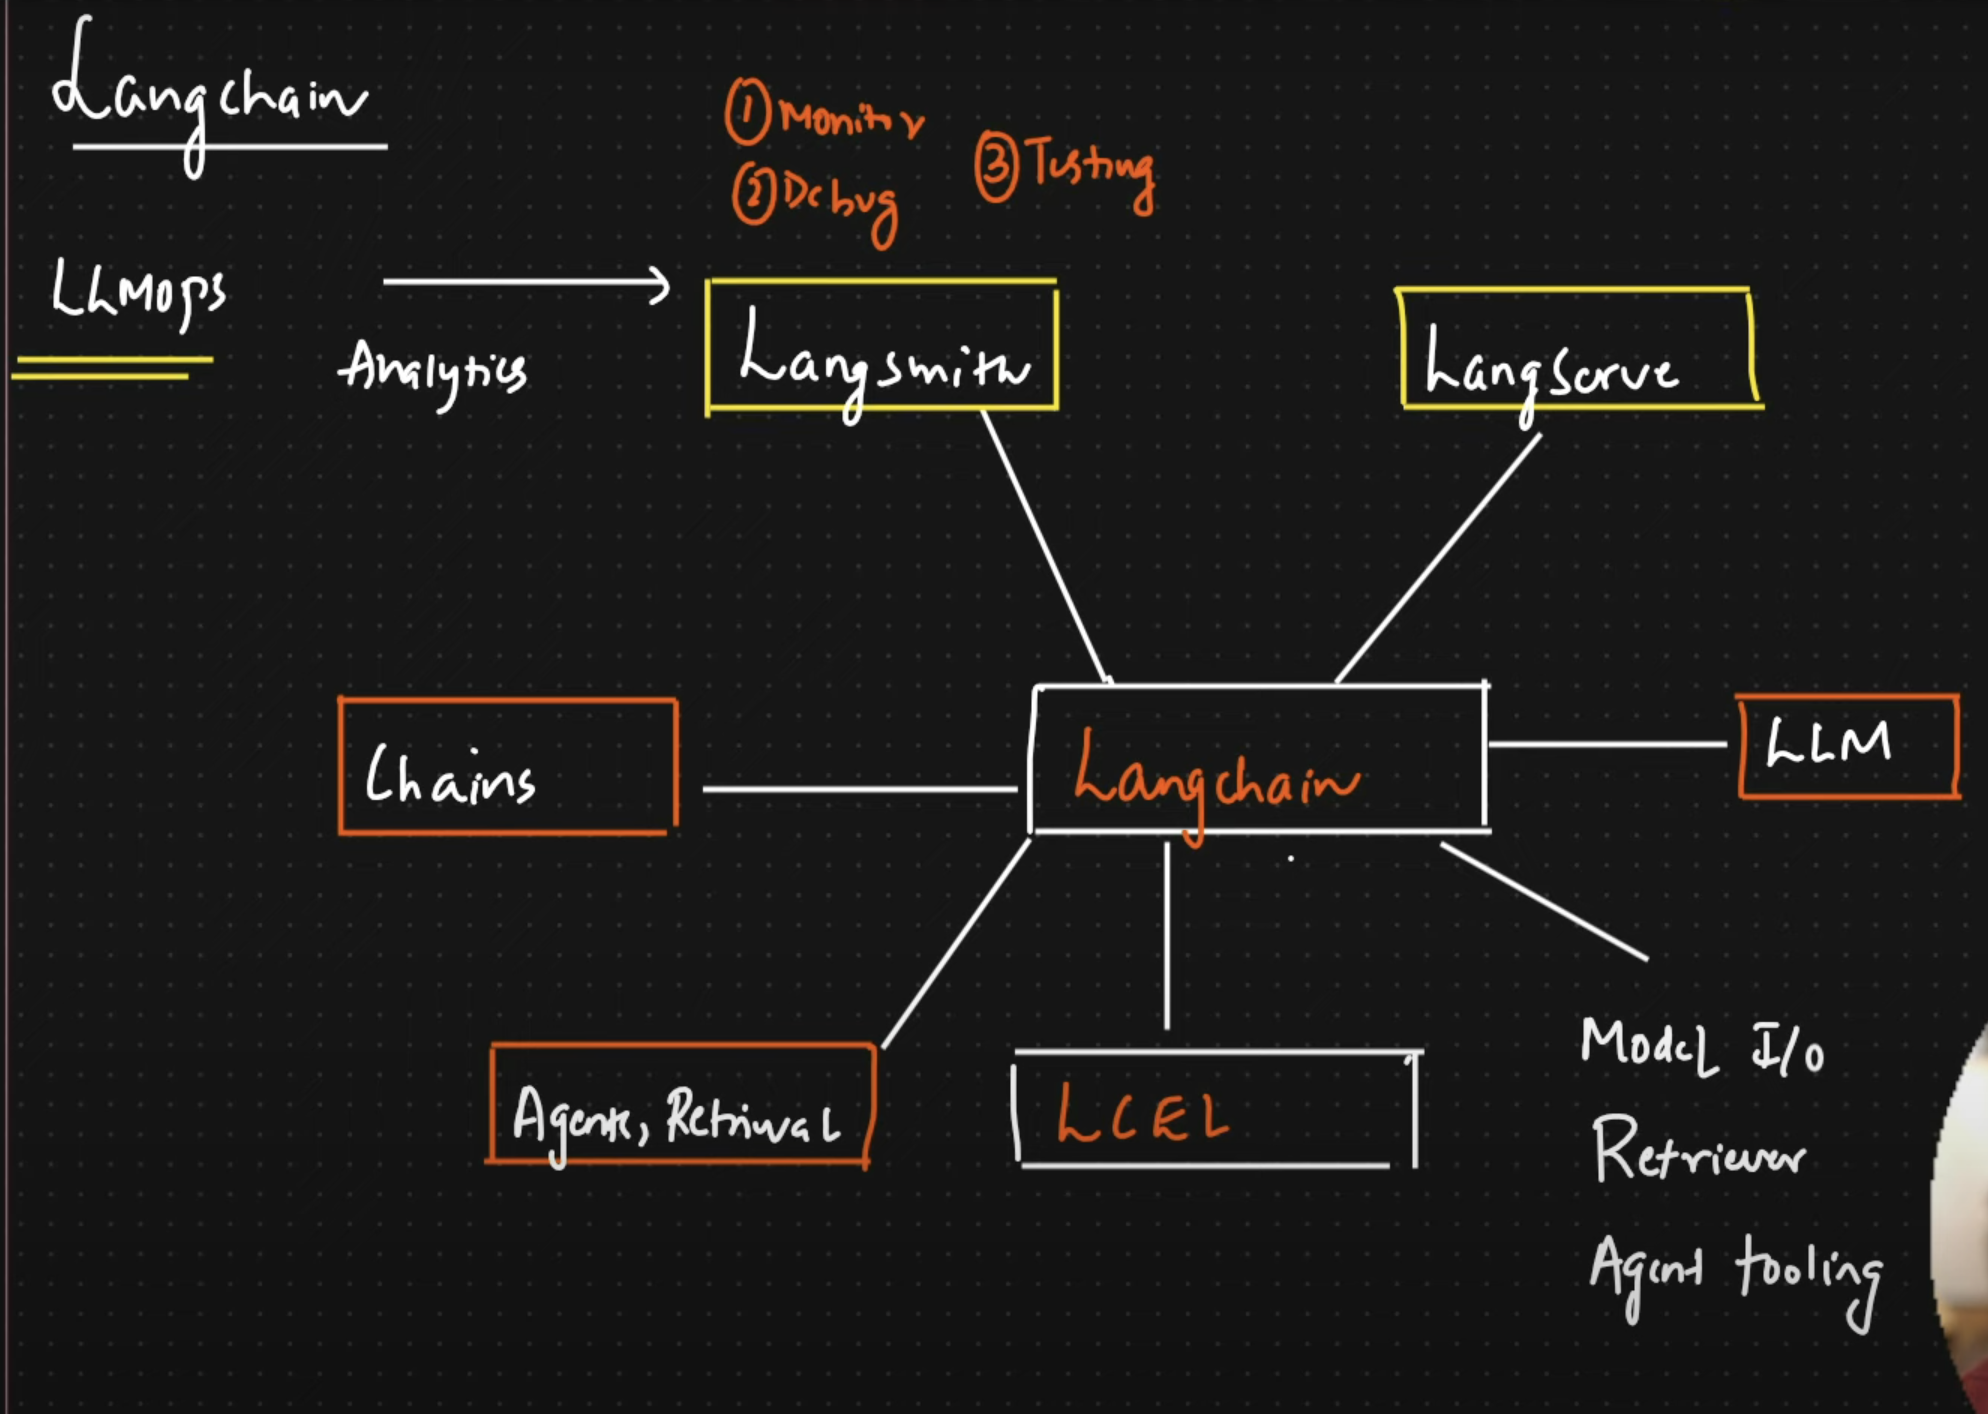 Langchain
① Monitor
② Debug
③ Testing
LLMops
Analytics
Langsmith
LangServe
Chains
Langchain
LLM
Agents, Retrival
LCEL
Model I/o
Retriever
Agent tooling